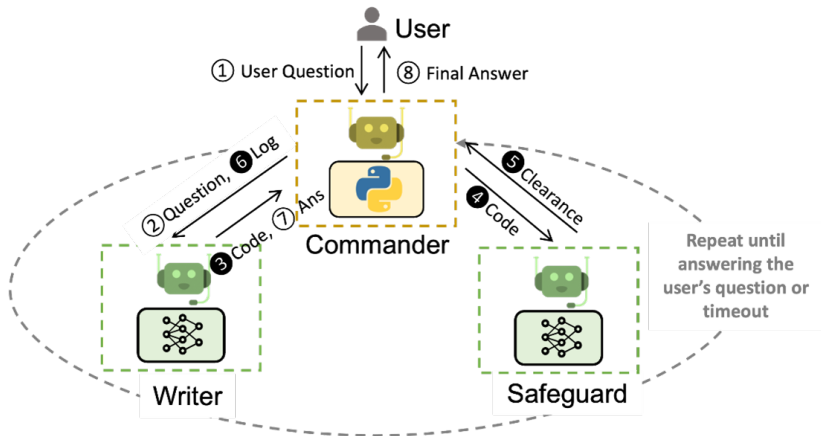 User
① User Question
⑧ Final Answer
② Question, ❻ Log
❸ Code, ⑦ Ans
Commander
❺ Clearance
❹ Code
Repeat until
answering the
user's question or
timeout
Writer
Safeguard